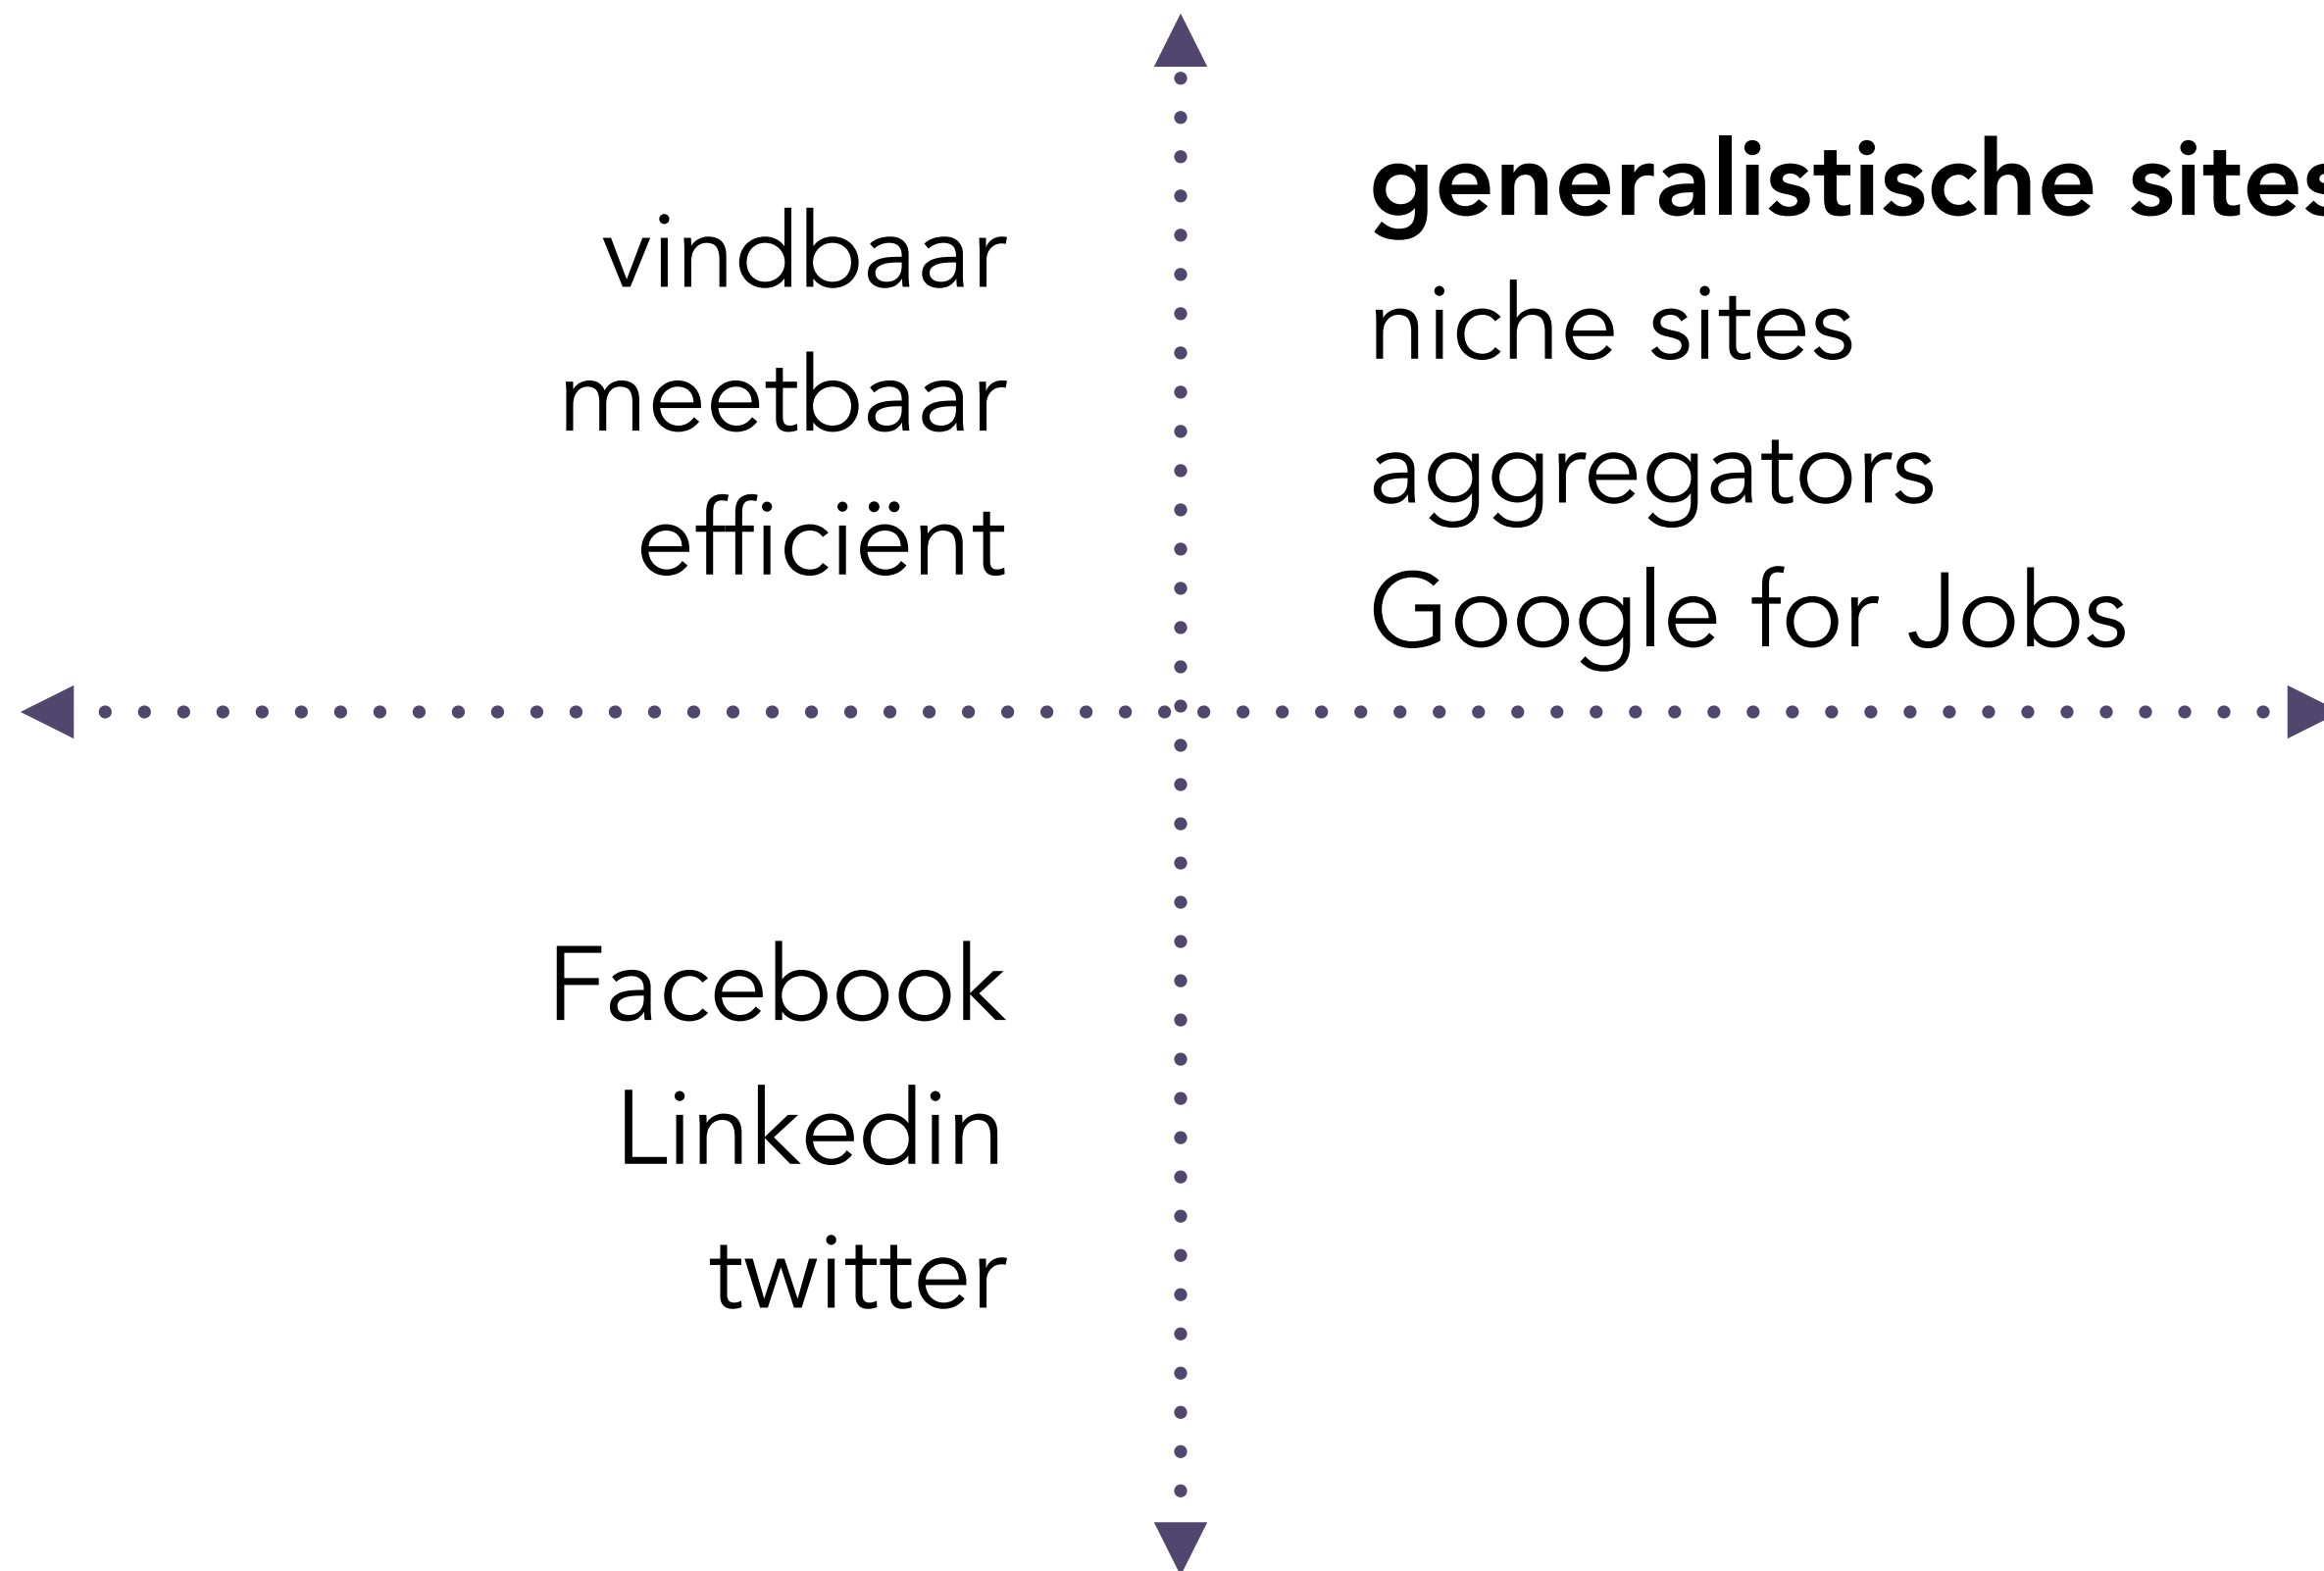 vindbaar
meetbaar
efficiënt
generalistische sites
niche sites
aggregators
Google for Jobs
Facebook
Linkedin
twitter